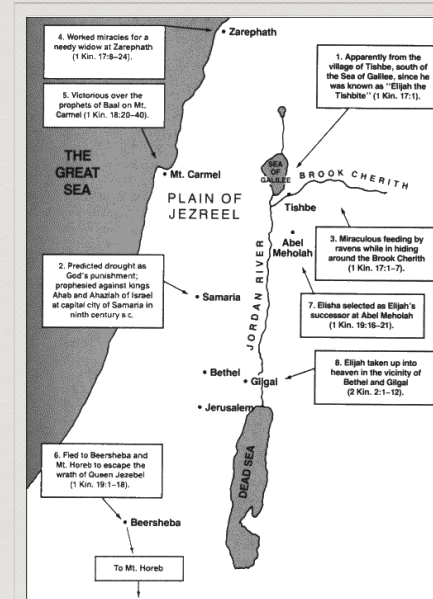 Zarephath
4. Worked miracles for a
needy widow at Zarephath
(1 Kin. 17:8–24).
1. Apparently from the
village of Tishbe, south of
the Sea of Galilee, since he
was known as "Elijah the
Tishbite" (1 Kin. 17:1).
5. Victorious over the
prophets of Baal on Mt.
Carmel (1 Kin. 18:20–40).
THE
GREAT
SEA
Mt. Carmel
SEA
OF
GALILEE
BROOK CHERITH
PLAIN OF
JEZREEL
Tishbe
Abel
Meholah
3. Miraculous feeding by
ravens while in hiding
around the Brook Cherith
(1 Kin. 17:1–7).
JORDAN RIVER
2. Predicted drought as
God's punishment;
prophesied against kings
Ahab and Ahaziah of Israel
at capital city of Samaria in
ninth century B.C.
Samaria
7. Elisha selected as Elijah's
successor at Abel Meholah
(1 Kin. 19:16–21).
8. Elijah taken up into
heaven in the vicinity of
Bethel and Gilgal
(2 Kin. 2:1–12).
Bethel
Gilgal
Jerusalem
DEAD SEA
6. Fled to Beersheba and
Mt. Horeb to escape the
wrath of Queen Jezebel
(1 Kin. 19:1–18).
Beersheba
To Mt. Horeb